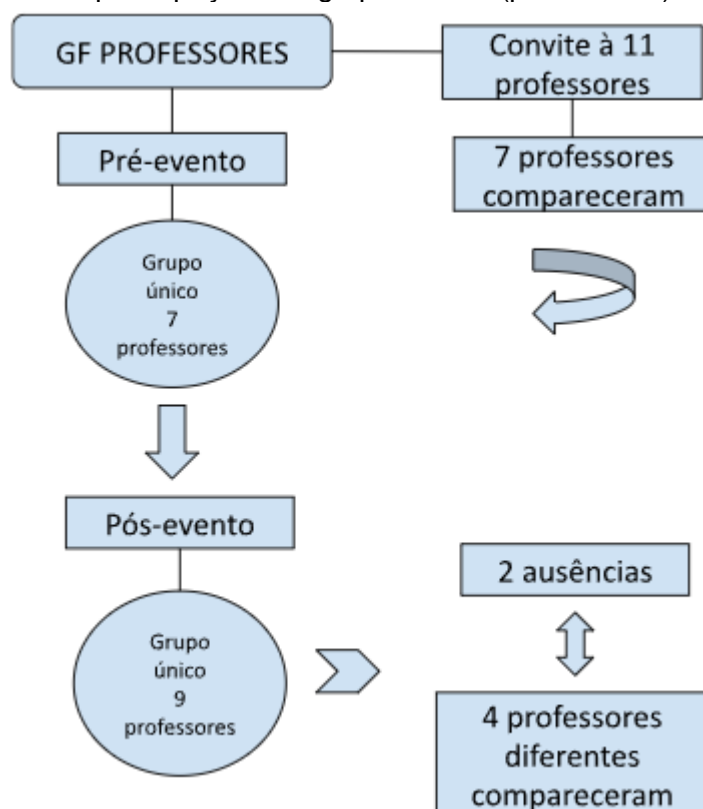 GF PROFESSORES
Convite à 11
professores
Pré-evento
7 professores
compareceram
Grupo
único
7
professores
Pós-evento
2 ausências
Grupo
único
9
professores
4 professores
diferentes
compareceram